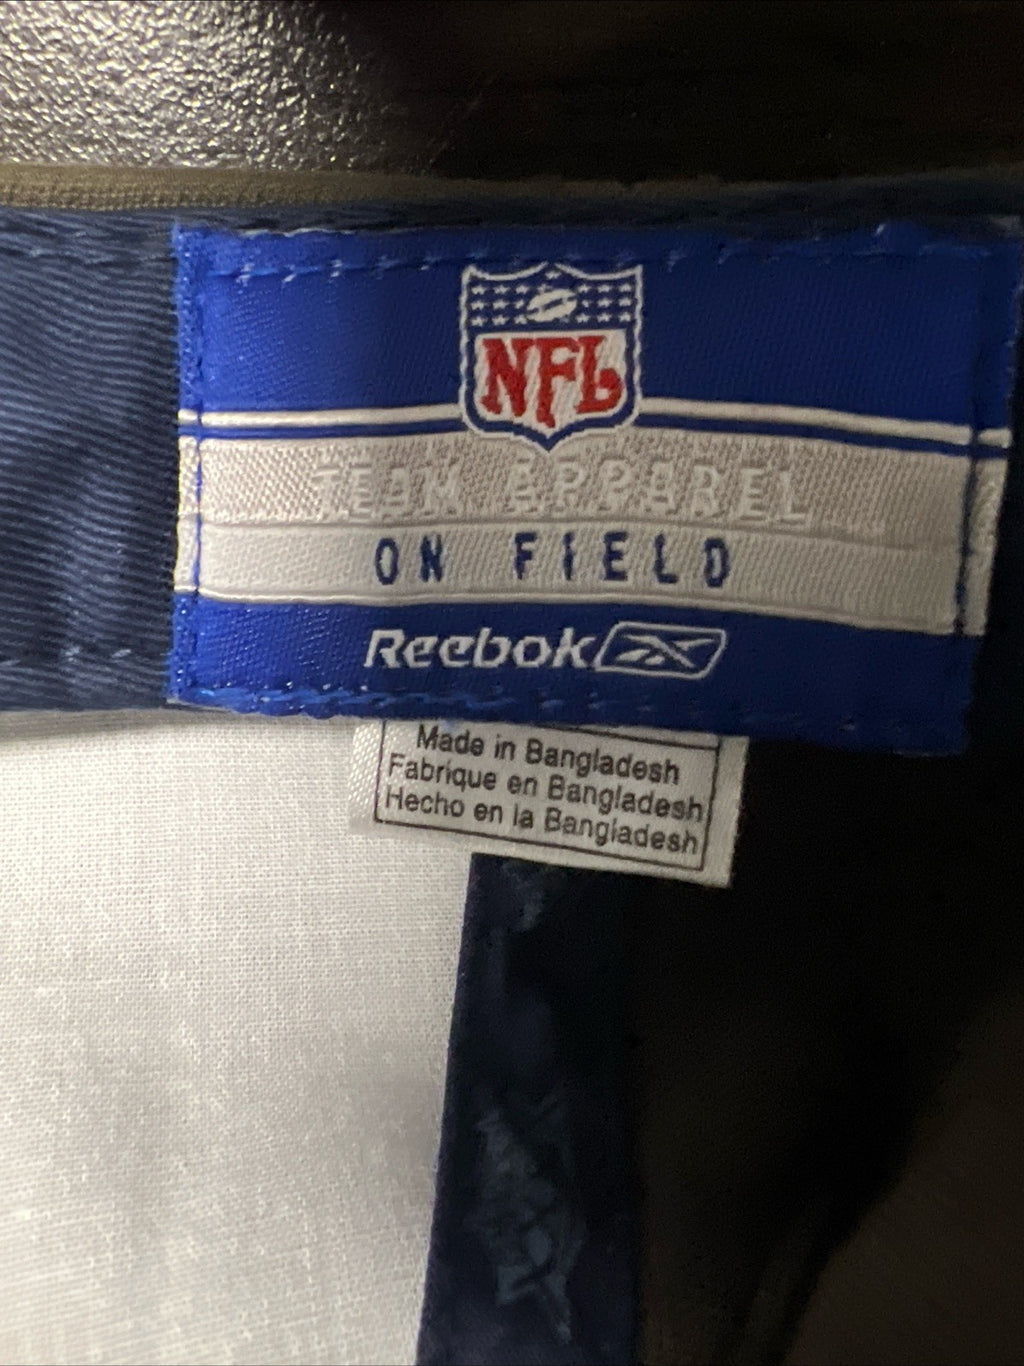 NFL
TEAM APPAREL
ON FIELD
Reebok
Made in Bangladesh
Fabrique en Bangladesh
Hecho en la Bangladesh